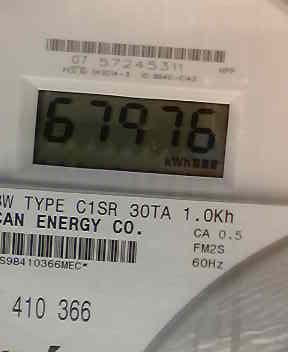 07 57245311
67976
kWh
W TYPE C1SR 30TA 1.0Kh
CAN ENERGY CO.
CA 0.5
FM2S
60Hz
S98410366MEC*
410 366